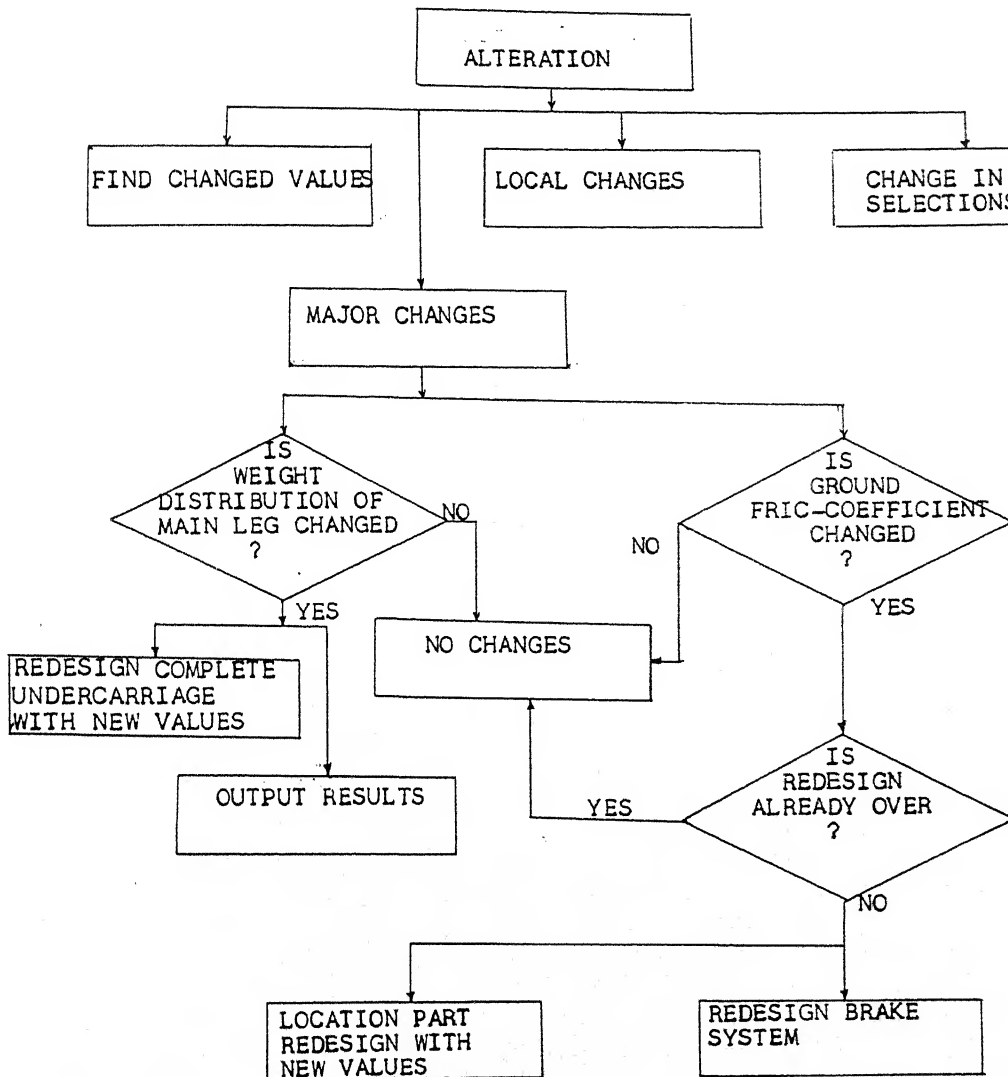 ALTERATION
FIND CHANGED VALUES
LOCAL CHANGES
CHANGE IN
SELECTIONS
MAJOR CHANGES
IS
WEIGHT
DISTRIBUTION OF
MAIN LEG CHANGED
?
NO
YES
IS
GROUND
FRIC-COEFFICIENT
CHANGED
?
NO
YES
NO CHANGES
REDESIGN COMPLETE
UNDERCARRIAGE
WITH NEW VALUES
OUTPUT RESULTS
IS
REDESIGN
ALREADY OVER
?
YES
NO
LOCATION PART
REDESIGN WITH
NEW VALUES
REDESIGN BRAKE
SYSTEM